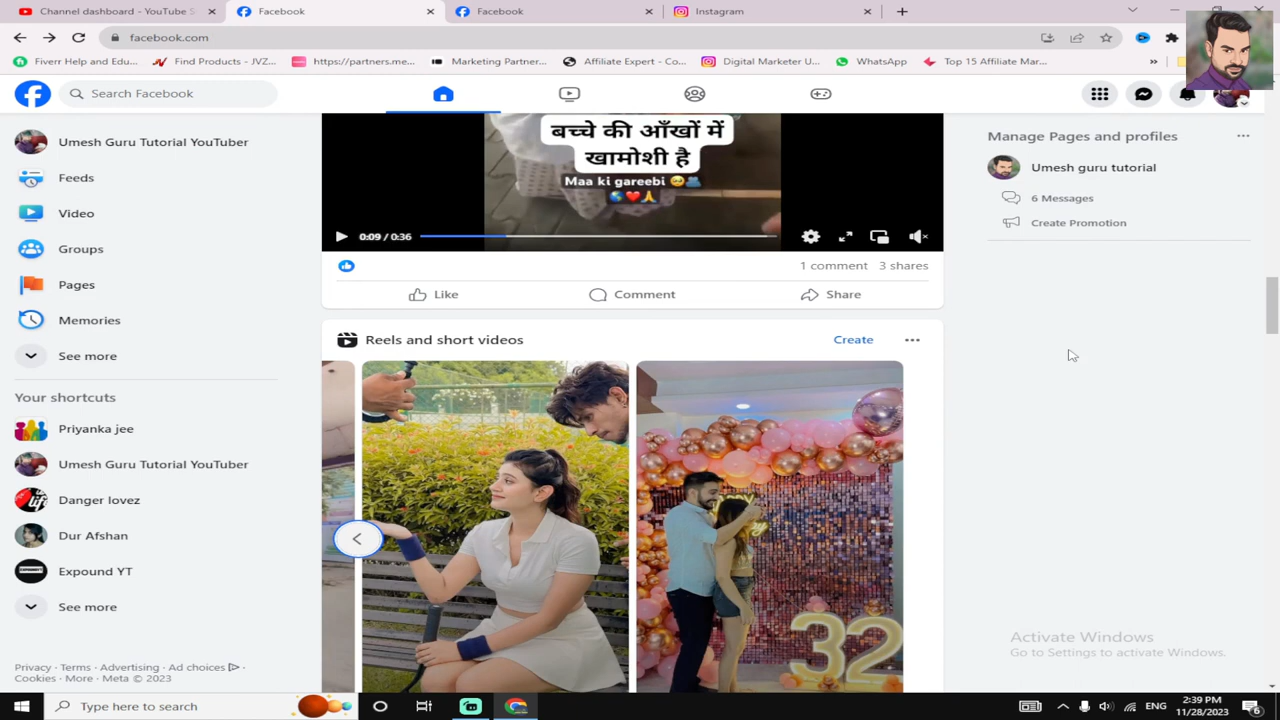 Channel dashboard - YouTube S
Facebook
Facebook
Instagram
facebook.com
Fiverr Help and Edu...
Find Products - JVZ...
https://partners.me...
Marketing Partner...
Affiliate Expert - Co...
Digital Marketer U...
WhatsApp
Top 15 Affiliate Mar...
Search Facebook
Umesh Guru Tutorial YouTuber
Feeds
Video
Groups
Pages
Memories
See more
Your shortcuts
Priyanka jee
Umesh Guru Tutorial YouTuber
Danger lovez
Dur Afshan
Expound YT
See more
Privacy · Terms · Advertising · Ad choices ·
Cookies · More · Meta © 2023
बच्चे की आँखों में
खामोशी है
Maa ki gareebi 🥺🫂
🌎❤️🙏
0:09 / 0:36
1 comment 3 shares
Like
Comment
Share
Reels and short videos
Create
32
Manage Pages and profiles
Umesh guru tutorial
6 Messages
Create Promotion
Activate Windows
Go to Settings to activate Windows.
Type here to search
ENG
2:39 PM
11/28/2023
6